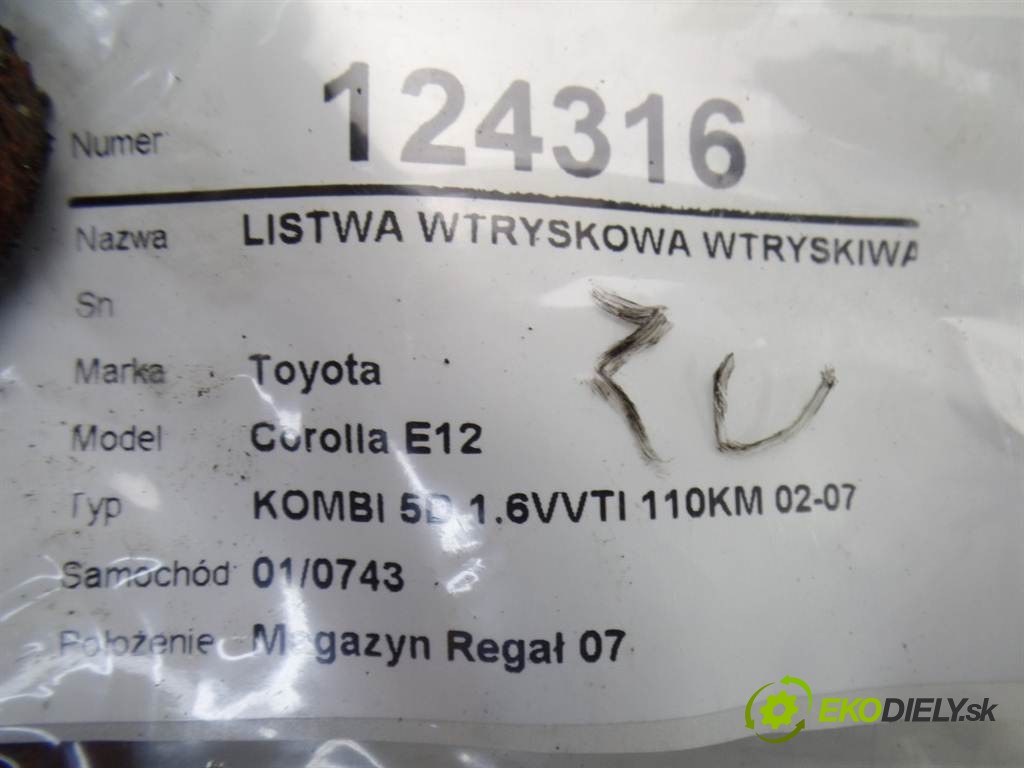 Numer 124316
Nazwa LISTWA WTRYSKOWA WTRYSKIWA
Sn
Marka Toyota
Model Corolla E12
Typ KOMBI 5D 1.6VVTI 110KM 02-07
Samochód 01/0743
Położenie Magazyn Regał 07
EKODIELY.sk